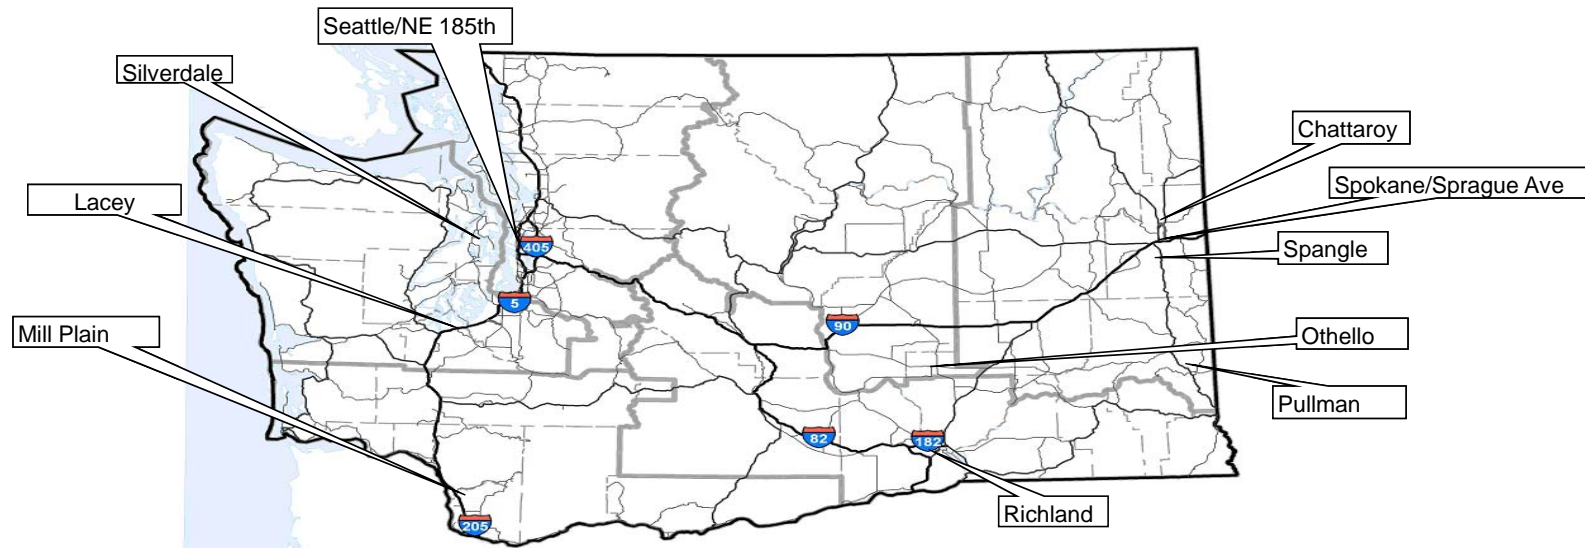 Seattle/NE 185th
Silverdale
Chattaroy
Spokane/Sprague Ave
Lacey
Spangle
405
5
Mill Plain
90
Othello
Pullman
82
182
Richland
205